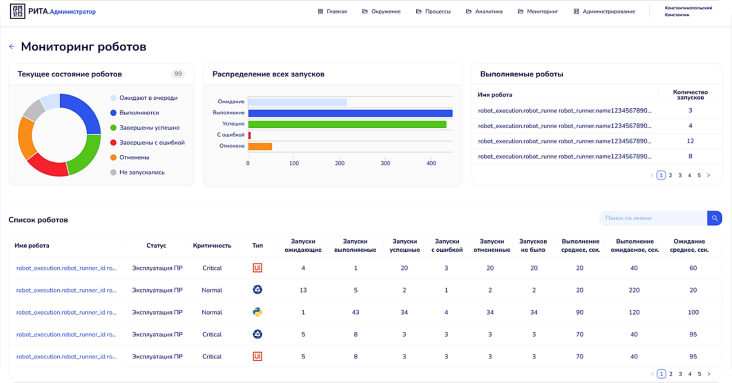 РИТА.Администратор
Главная
Окружение
Процессы
Аналитика
Мониторинг
Администрирование
Константинопольский
Константин
← Мониторинг роботов
Текущее состояние роботов 99
Ожидают в очереди
Выполняются
Завершены успешно
Завершены с ошибкой
Отменены
Не запускались
Распределение всех запусков
Ожидание
Выполнение
Успешно
С ошибкой
Отменено
0 100 200 300 400
Выполняемые роботы
Имя робота Количество запусков
robot_execution.robot_runne robot_runner.name1234567890... 3
robot_execution.robot_runne robot_runner.name1234567890... 4
robot_execution.robot_runne robot_runner.name1234567890... 12
robot_execution.robot_runne robot_runner.name1234567890... 8
< 1 2 3 4 5 >
Список роботов
Поиск по имени
Имя робота Статус Критичность Тип Запуски ожидающие Запуски выполняемые Запуски успешные Запуски с ошибкой Запуски отмененные Запусков не было Выполнение среднее, сек. Выполнение ожидаемое, сек. Ожидание среднее, сек.
robot_execution.robot_runner_id ro... Эксплуатация ПР Critical Ui 4 1 20 3 20 20 20 40 60
robot_execution.robot_runner_id ro... Эксплуатация ПР Normal 13 5 2 1 2 2 20 220 20
robot_execution.robot_runner_id ro... Эксплуатация ПР Normal 1 43 34 4 34 34 90 120 100
robot_execution.robot_runner_id ro... Эксплуатация ПР Critical 5 8 3 3 3 3 70 40 95
robot_execution.robot_runner_id ro... Эксплуатация ПР Critical Ui 5 8 3 3 3 3 70 40 95
< 1 2 3 4 5 >